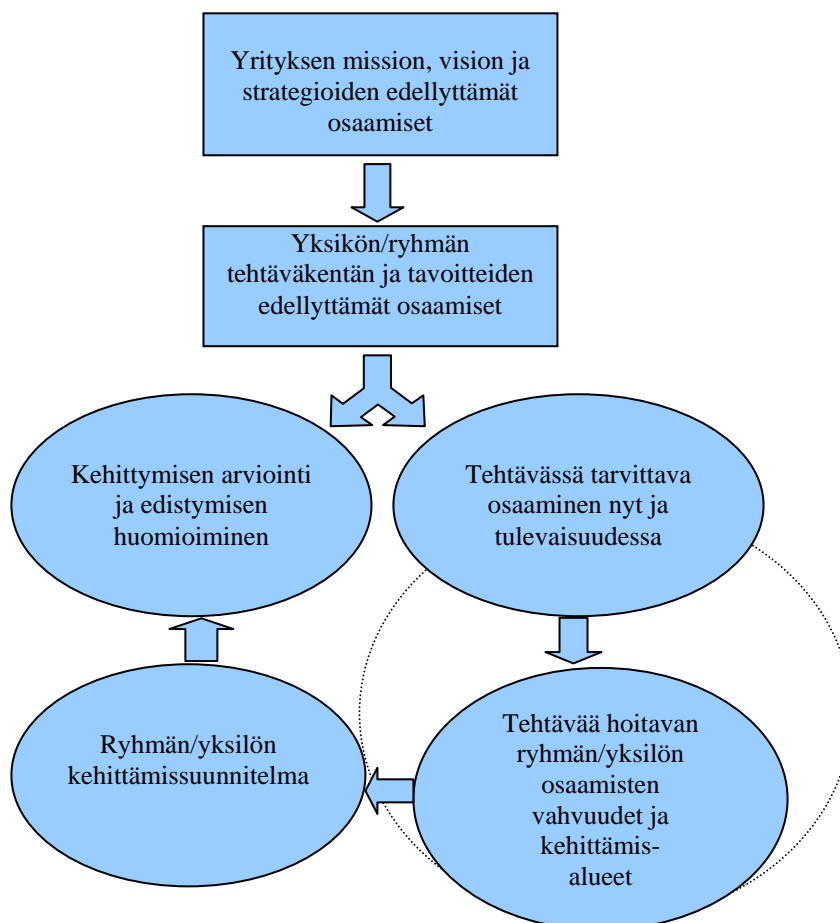 Yrityksen mission, vision ja
strategioiden edellyttämät
osaamiset
Yksikön/ryhmän
tehtäväkentän ja tavoitteiden
edellyttämät osaamiset
Kehittymisen arviointi
ja edistymisen
huomioiminen
Tehtävässä tarvittava
osaaminen nyt ja
tulevaisuudessa
Ryhmän/yksilön
kehittämissuunnitelma
Tehtävää hoitavan
ryhmän/yksilön
osaamisten
vahvuudet ja
kehittämis-
alueet